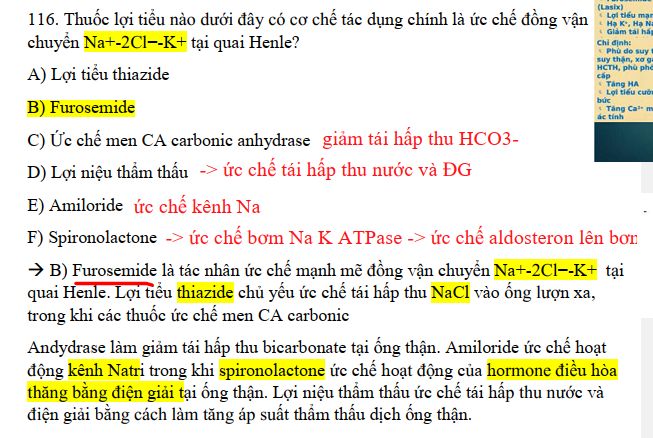 116. Thuốc lợi tiểu nào dưới đây có cơ chế tác dụng chính là ức chế đồng vận
chuyển Na+-2Cl−-K+ tại quai Henle?
A) Lợi tiểu thiazide
B) Furosemide
C) Ức chế men CA carbonic anhydrase giảm tái hấp thu HCO3-
D) Lợi niệu thẩm thấu -> ức chế tái hấp thu nước và ĐG
E) Amiloride ức chế kênh Na
F) Spironolactone -> ức chế bơm Na K ATPase -> ức chế aldosteron lên bơm
→ B) Furosemide là tác nhân ức chế mạnh mẽ đồng vận chuyển Na+-2Cl−-K+ tại
quai Henle. Lợi tiểu thiazide chủ yếu ức chế tái hấp thu NaCl vào ống lượn xa,
trong khi các thuốc ức chế men CA carbonic
Andydrase làm giảm tái hấp thu bicarbonate tại ống thận. Amiloride ức chế hoạt
động kênh Natri trong khi spironolactone ức chế hoạt động của hormone điều hòa
thăng bằng điện giải tại ống thận. Lợi niệu thẩm thấu ức chế tái hấp thu nước và
điện giải bằng cách làm tăng áp suất thẩm thấu dịch ống thận.
(Lasix)
Lợi tiểu mạn
Hạ K+, Hạ N
Giảm tái hấp
Chỉ định:
Phù do suy t
suy thận, xơ g
HCTH, phù ph
cấp
Tăng HA
Lợi tiểu cưỡ
bức
Tăng Ca²⁺ m
ác tính